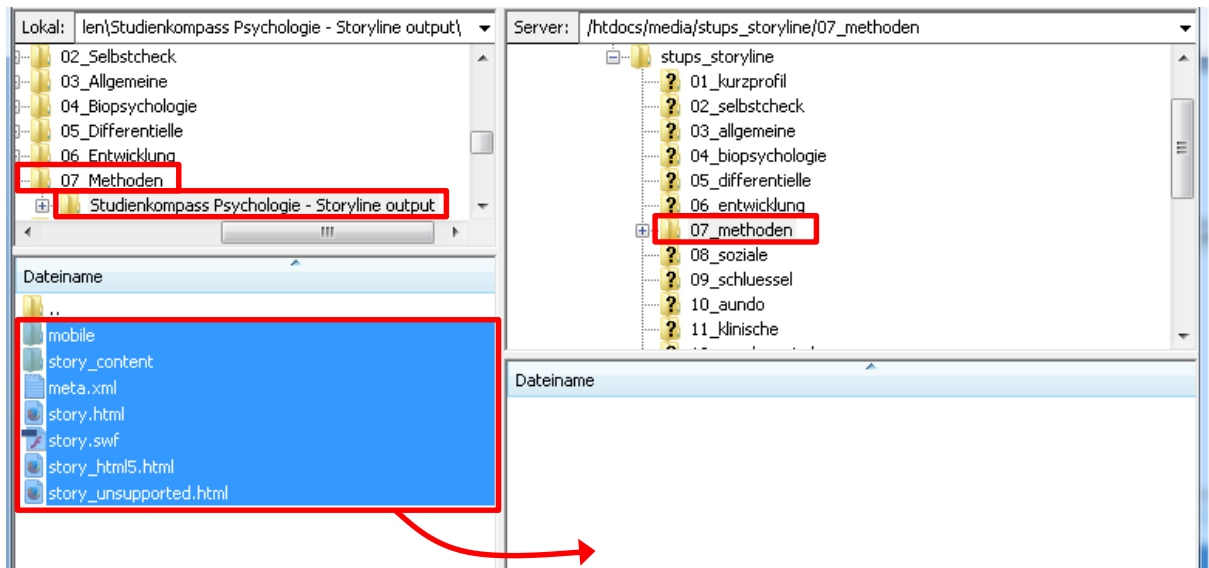 Lokal: len\Studienkompass Psychologie - Storyline output\
02_Selbstcheck
03_Allgemeine
04_Biopsychologie
05_Differentielle
06_Entwicklung
07_Methoden
Studienkompass Psychologie - Storyline output
Dateiname
..
mobile
story_content
meta.xml
story.html
story.swf
story_html5.html
story_unsupported.html
Server: /htdocs/media/stups_storyline/07_methoden
stups_storyline
01_kurzprofil
02_selbstcheck
03_allgemeine
04_biopsychologie
05_differentielle
06_entwicklung
07_methoden
08_soziale
09_schluessel
10_aundo
11_klinische
Dateiname